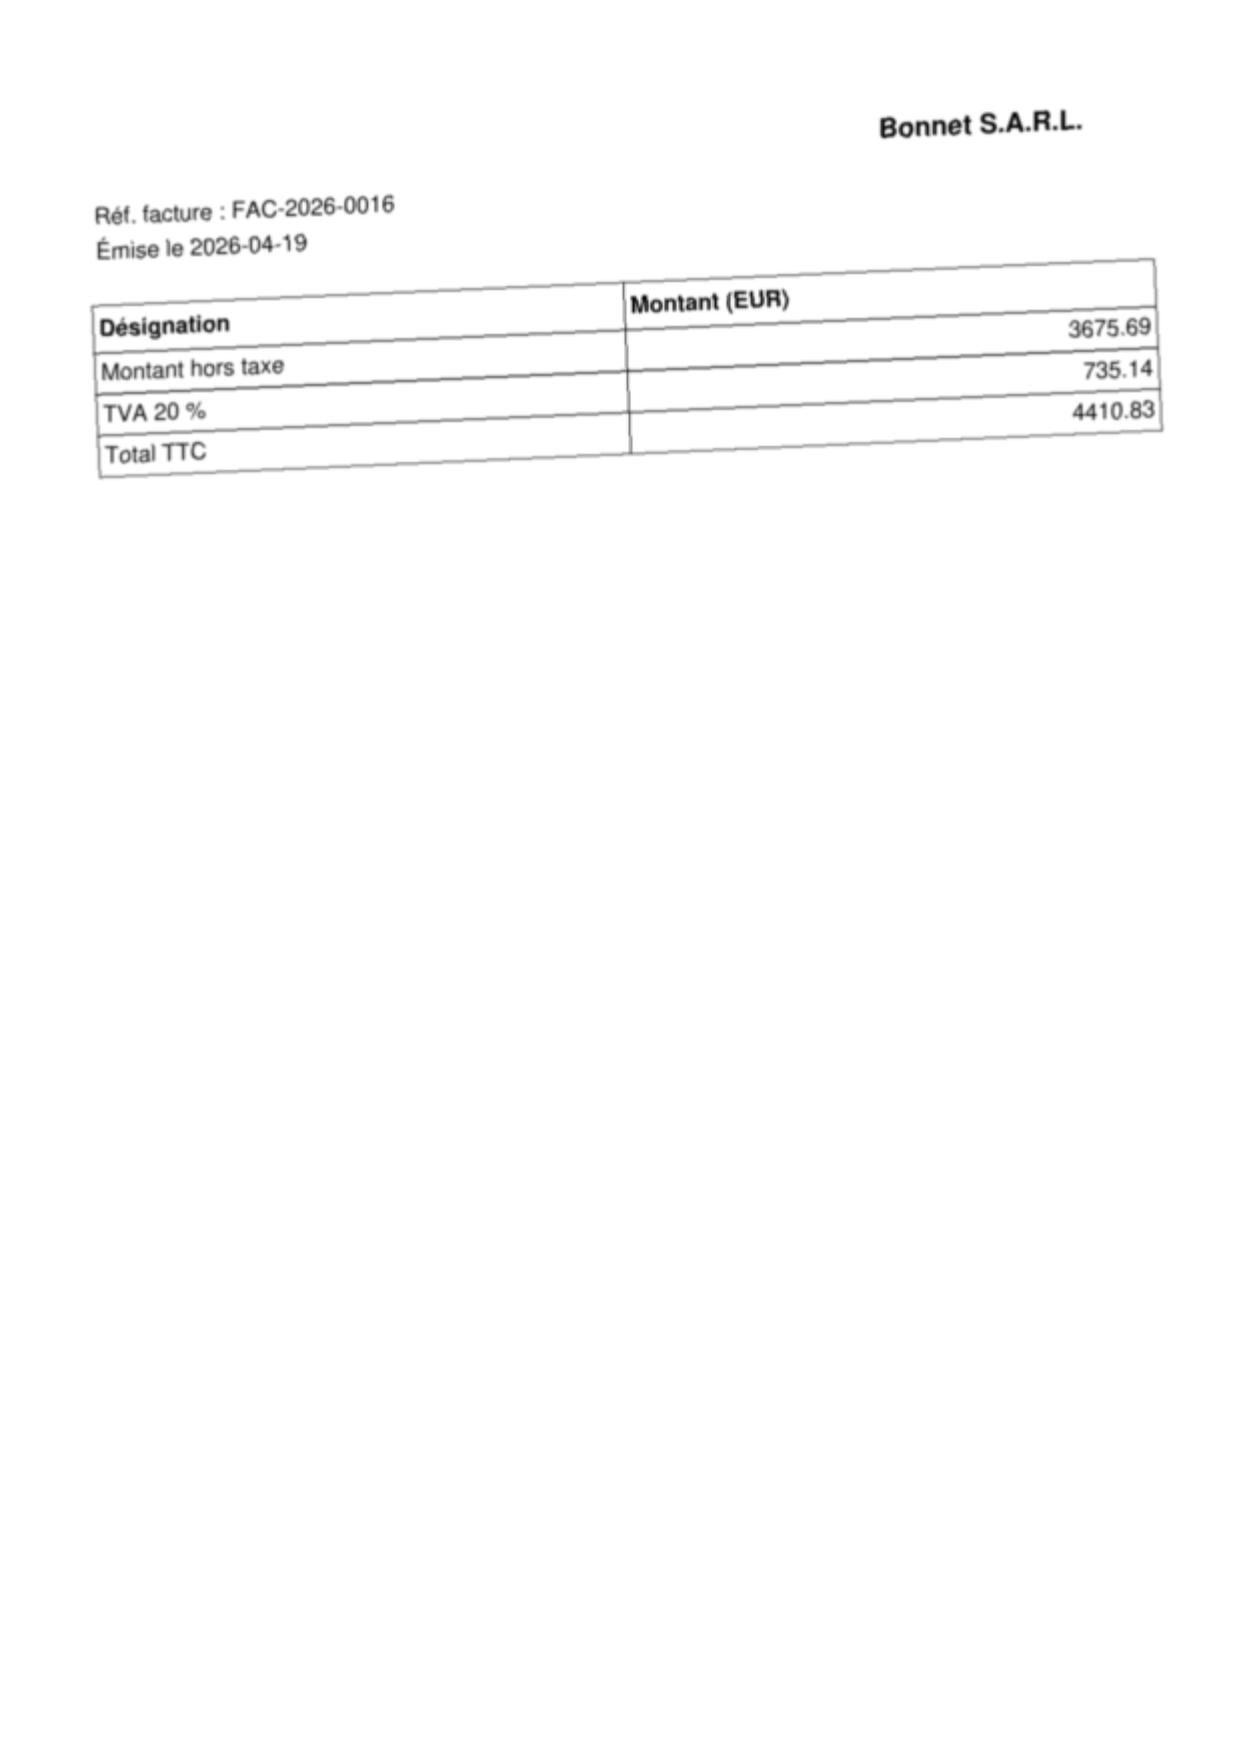 Bonnet S.A.R.L.
Réf. facture : FAC-2026-0016
Émise le 2026-04-19
Désignation Montant (EUR)
Montant hors taxe 3675.69
TVA 20 % 735.14
Total TTC 4410.83